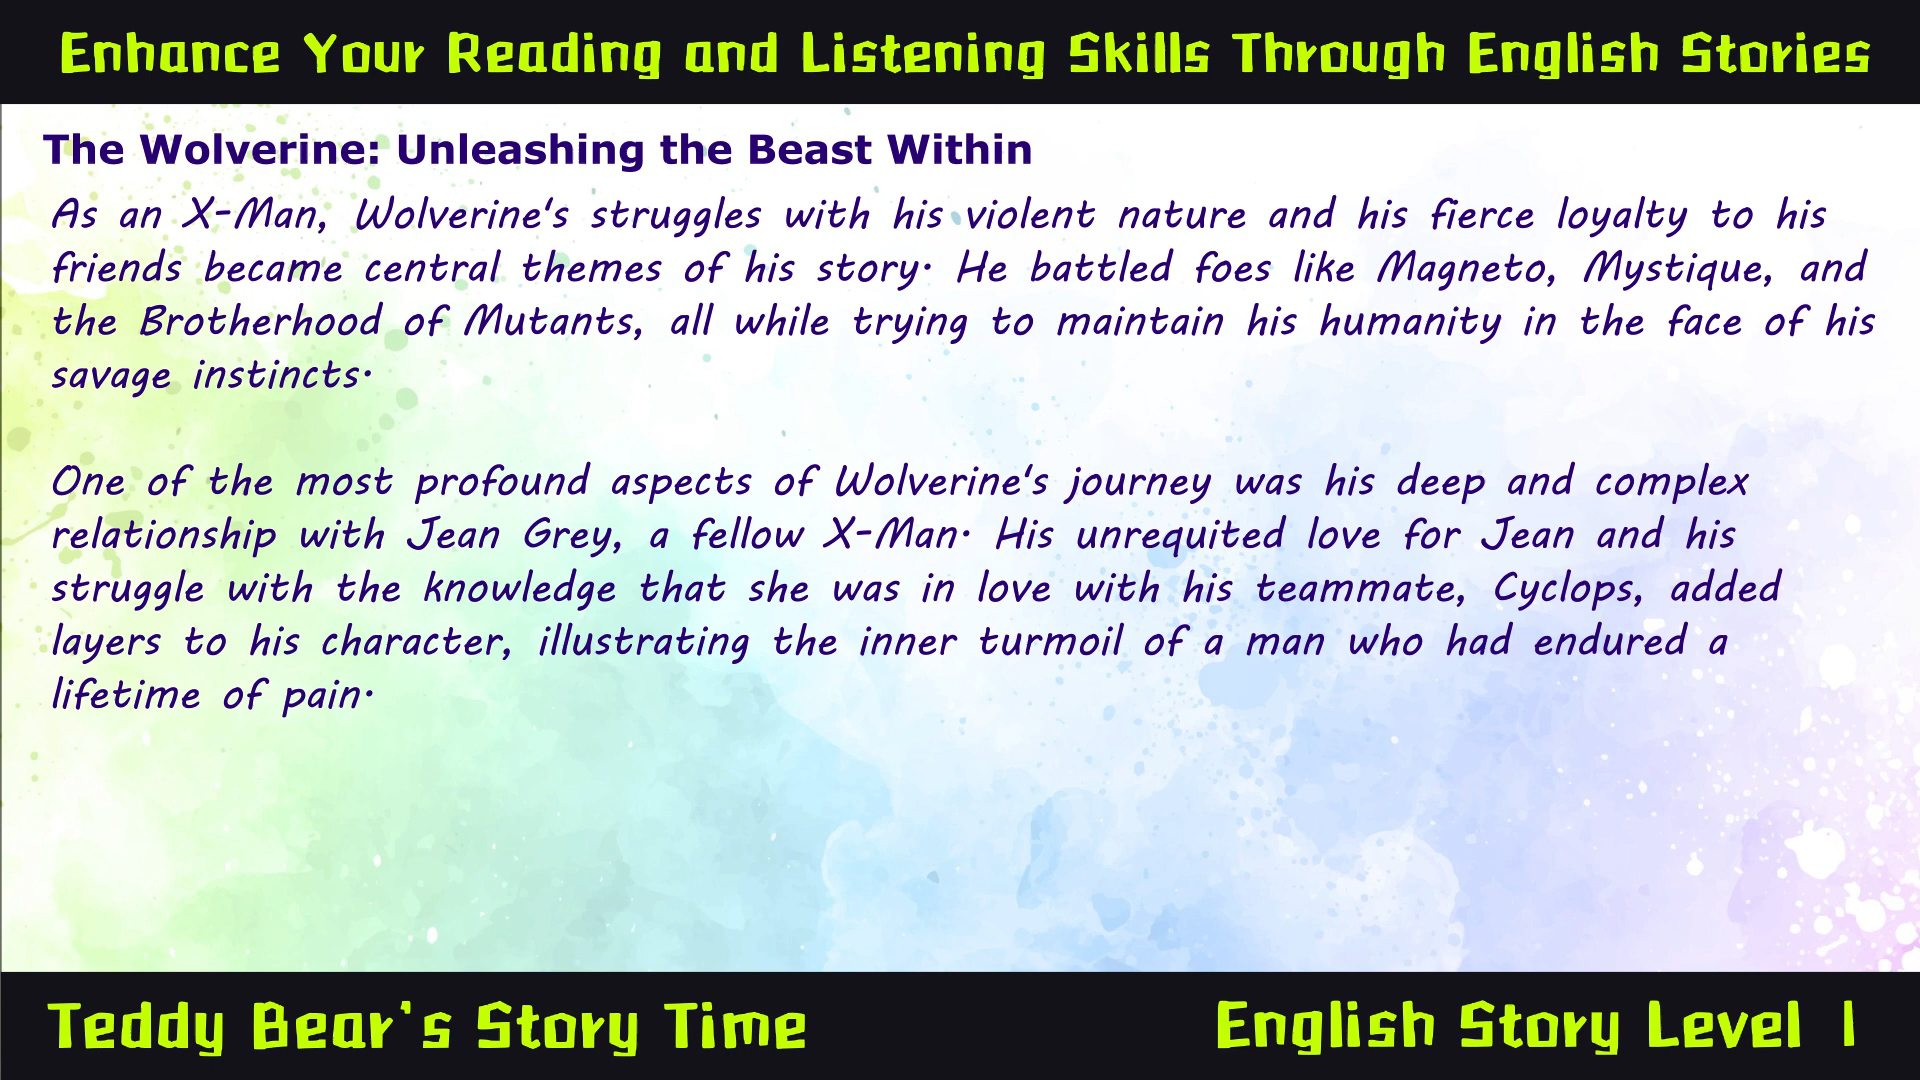 Enhance Your Reading and Listening Skills Through English Stories
The Wolverine: Unleashing the Beast Within
As an X-Man, Wolverine's struggles with his violent nature and his fierce loyalty to his
friends became central themes of his story. He battled foes like Magneto, Mystique, and
the Brotherhood of Mutants, all while trying to maintain his humanity in the face of his
savage instincts.
One of the most profound aspects of Wolverine's journey was his deep and complex
relationship with Jean Grey, a fellow X-Man. His unrequited love for Jean and his
struggle with the knowledge that she was in love with his teammate, Cyclops, added
layers to his character, illustrating the inner turmoil of a man who had endured a
lifetime of pain.
Teddy Bear's Story Time
English Story Level 1